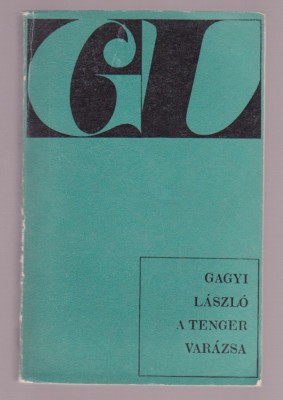 GL
GAGYI
LÁSZLÓ
A TENGER
VARÁZSA